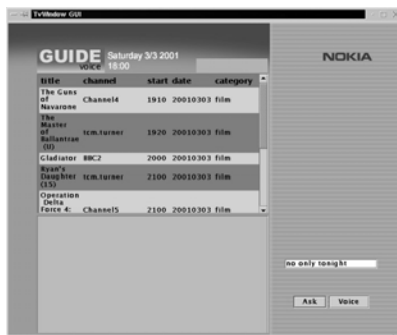 TvWindow GUI
GUIDE Saturday 3/3 2001
voice 18:00
NOKIA
title channel start date category
The Guns
of
Navarone Channel4 1910 20010303 film
The
Master
of
Ballantrae
(U) tcm.turner 1920 20010303 film
Gladiator BBC2 2000 20010303 film
Ryan's
Daughter
(15) tcm.turner 2100 20010303 film
Operation
Delta
Force 4: Channel5 2100 20010303 film
no only tonight
Ask Voice